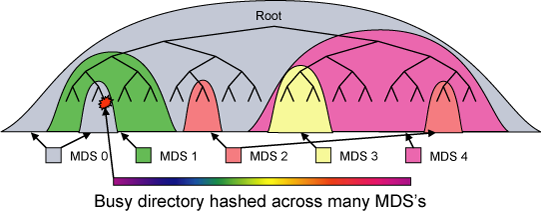 Root
MDS 0
MDS 1
MDS 2
MDS 3
MDS 4
Busy directory hashed across many MDS's